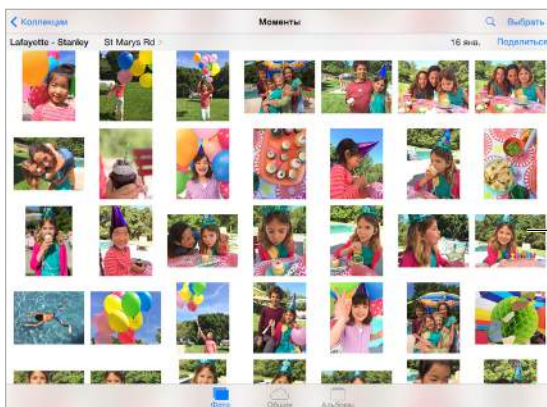 Коллекции Моменты Выбрать
Lafayette - Stanley St Marys Rd 16 янв. Поделиться
Фото Общие Альбомы